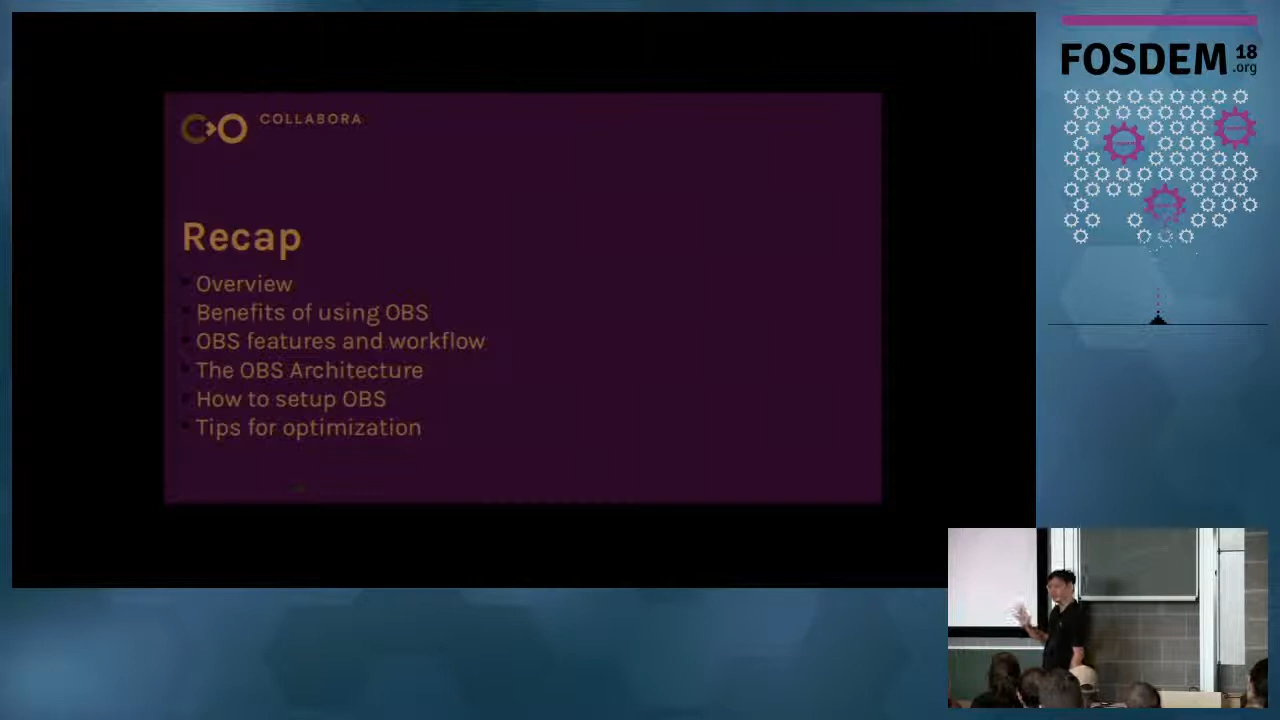 COLLABORA
Recap
Overview
Benefits of using OBS
OBS features and workflow
The OBS Architecture
How to setup OBS
Tips for optimization
FOSDEM 18
.org